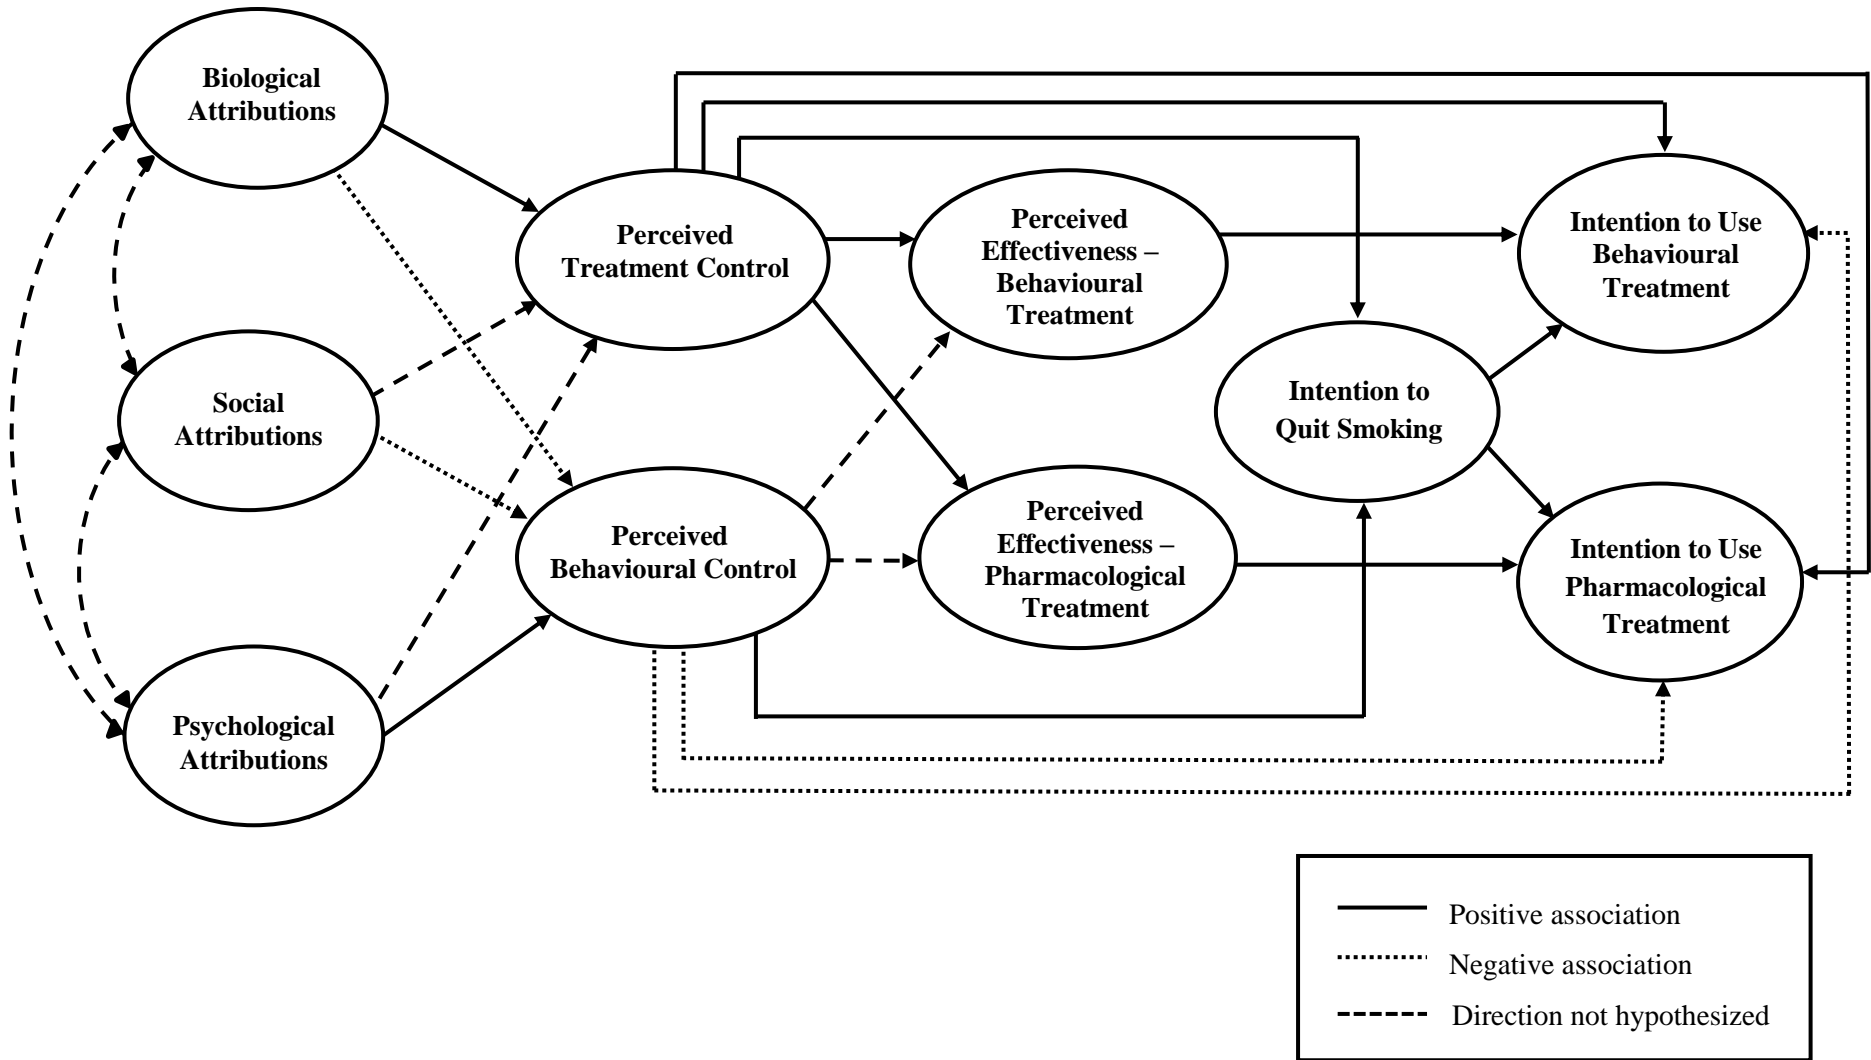 Biological
Attributions
Social
Attributions
Psychological
Attributions
Perceived
Treatment Control
Perceived
Behavioural Control
Perceived
Effectiveness –
Behavioural
Treatment
Perceived
Effectiveness –
Pharmacological
Treatment
Intention to
Quit Smoking
Intention to Use
Behavioural
Treatment
Intention to Use
Pharmacological
Treatment
Positive association
Negative association
Direction not hypothesized